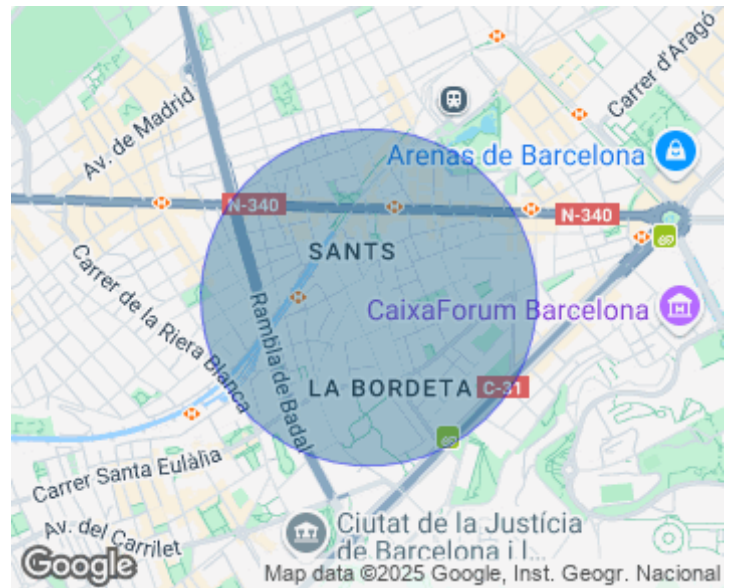 Carrer d'Aragó
Av. de Madrid
Arenas de Barcelona
N-340
N-340
SANTS
Carrer de la Riera Blanca
Rambla de Badal
CaixaForum Barcelona
LA BORDETA
C-31
Carrer Santa Eulàlia
Av. del Carrilet
Ciutat de la Justícia
de Barcelona i l...
Google
Map data ©2025 Google, Inst. Geogr. Nacional